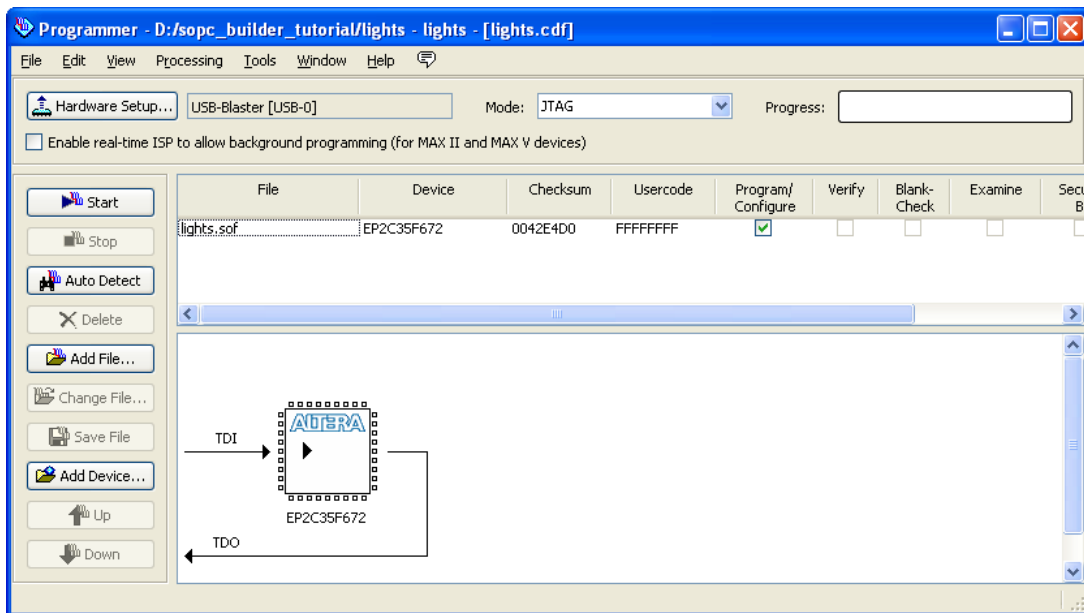 Programmer - D:/sopc_builder_tutorial/lights - lights - [lights.cdf]
File Edit View Processing Tools Window Help
Hardware Setup... USB-Blaster [USB-0] Mode: JTAG Progress:
Enable real-time ISP to allow background programming (for MAX II and MAX V devices)
Start
Stop
Auto Detect
Delete
Add File...
Change File...
Save File
Add Device...
Up
Down
File Device Checksum Usercode Program/ Verify Blank- Examine Secu
Configure Check B
lights.sof EP2C35F672 0042E4D0 FFFFFFFF
ALTERA
TDI
EP2C35F672
TDO